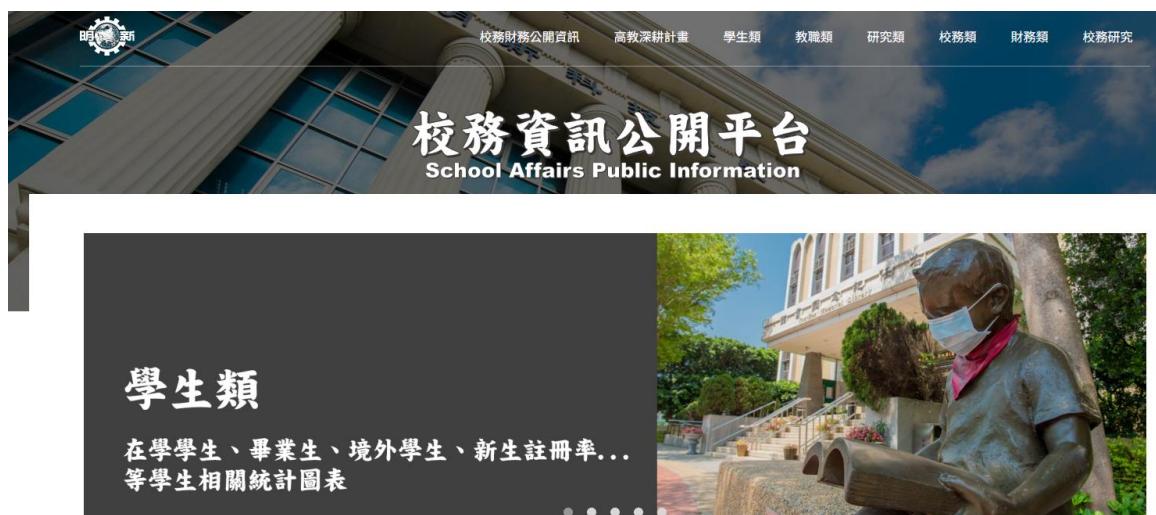 明新
校務財務公開資訊 高教深耕計畫 學生類 教職類 研究類 校務類 財務類 校務研究
校務資訊公開平台
School Affairs Public Information
學生類
在學學生、畢業生、境外學生、新生註冊率...
等學生相關統計圖表